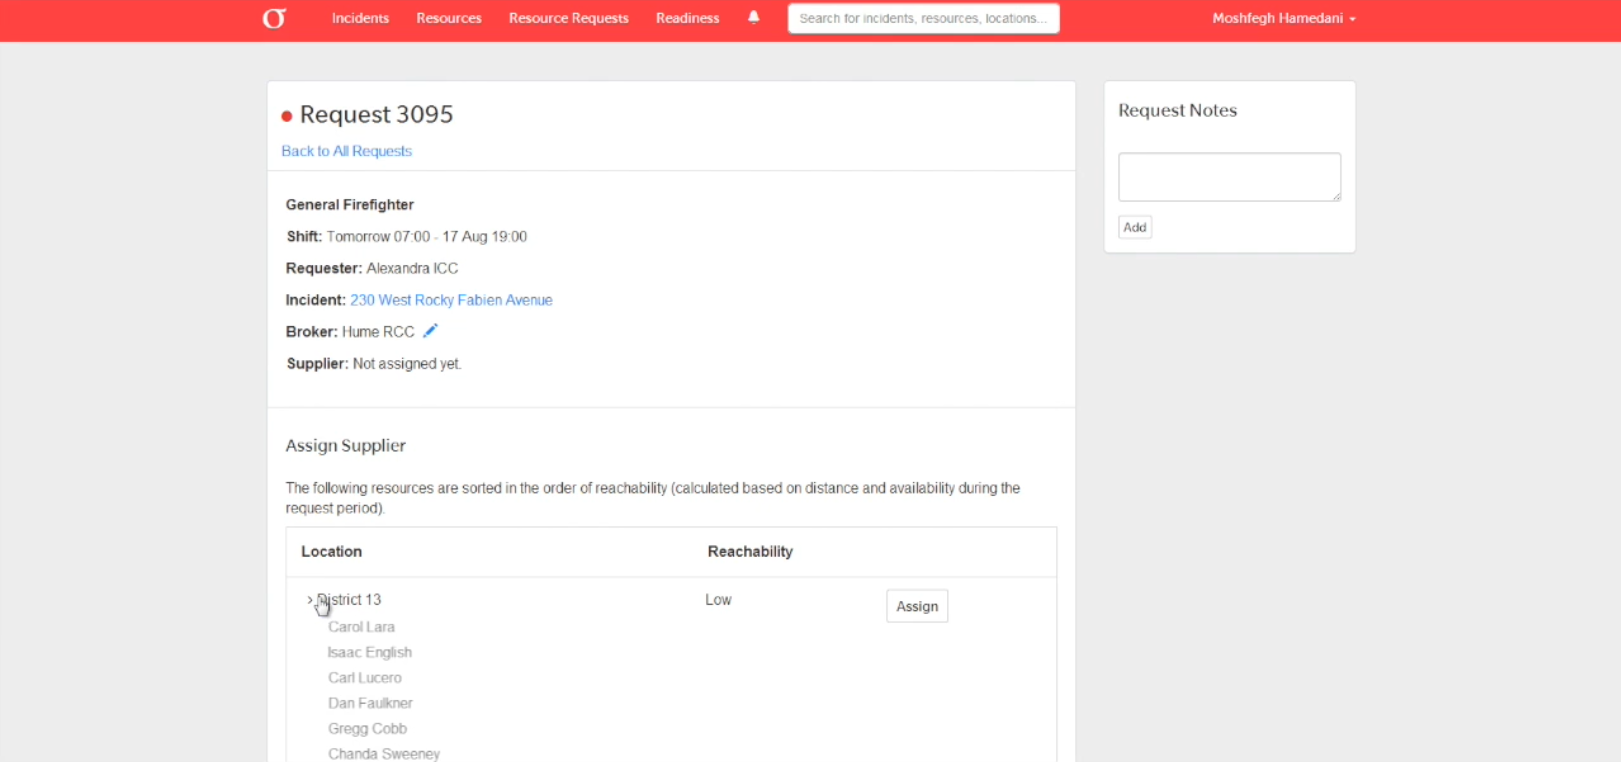 Incidents Resources Resource Requests Readiness Search for incidents, resources, locations... Moshfegh Hamedani
Request 3095
Back to All Requests
General Firefighter
Shift: Tomorrow 07:00 - 17 Aug 19:00
Requester: Alexandra ICC
Incident: 230 West Rocky Fabien Avenue
Broker: Hume RCC
Supplier: Not assigned yet.
Assign Supplier
The following resources are sorted in the order of reachability (calculated based on distance and availability during the
request period).
Location Reachability
> District 13 Low Assign
Carol Lara
Isaac English
Carl Lucero
Dan Faulkner
Gregg Cobb
Chanda Sweeney
Request Notes
Add